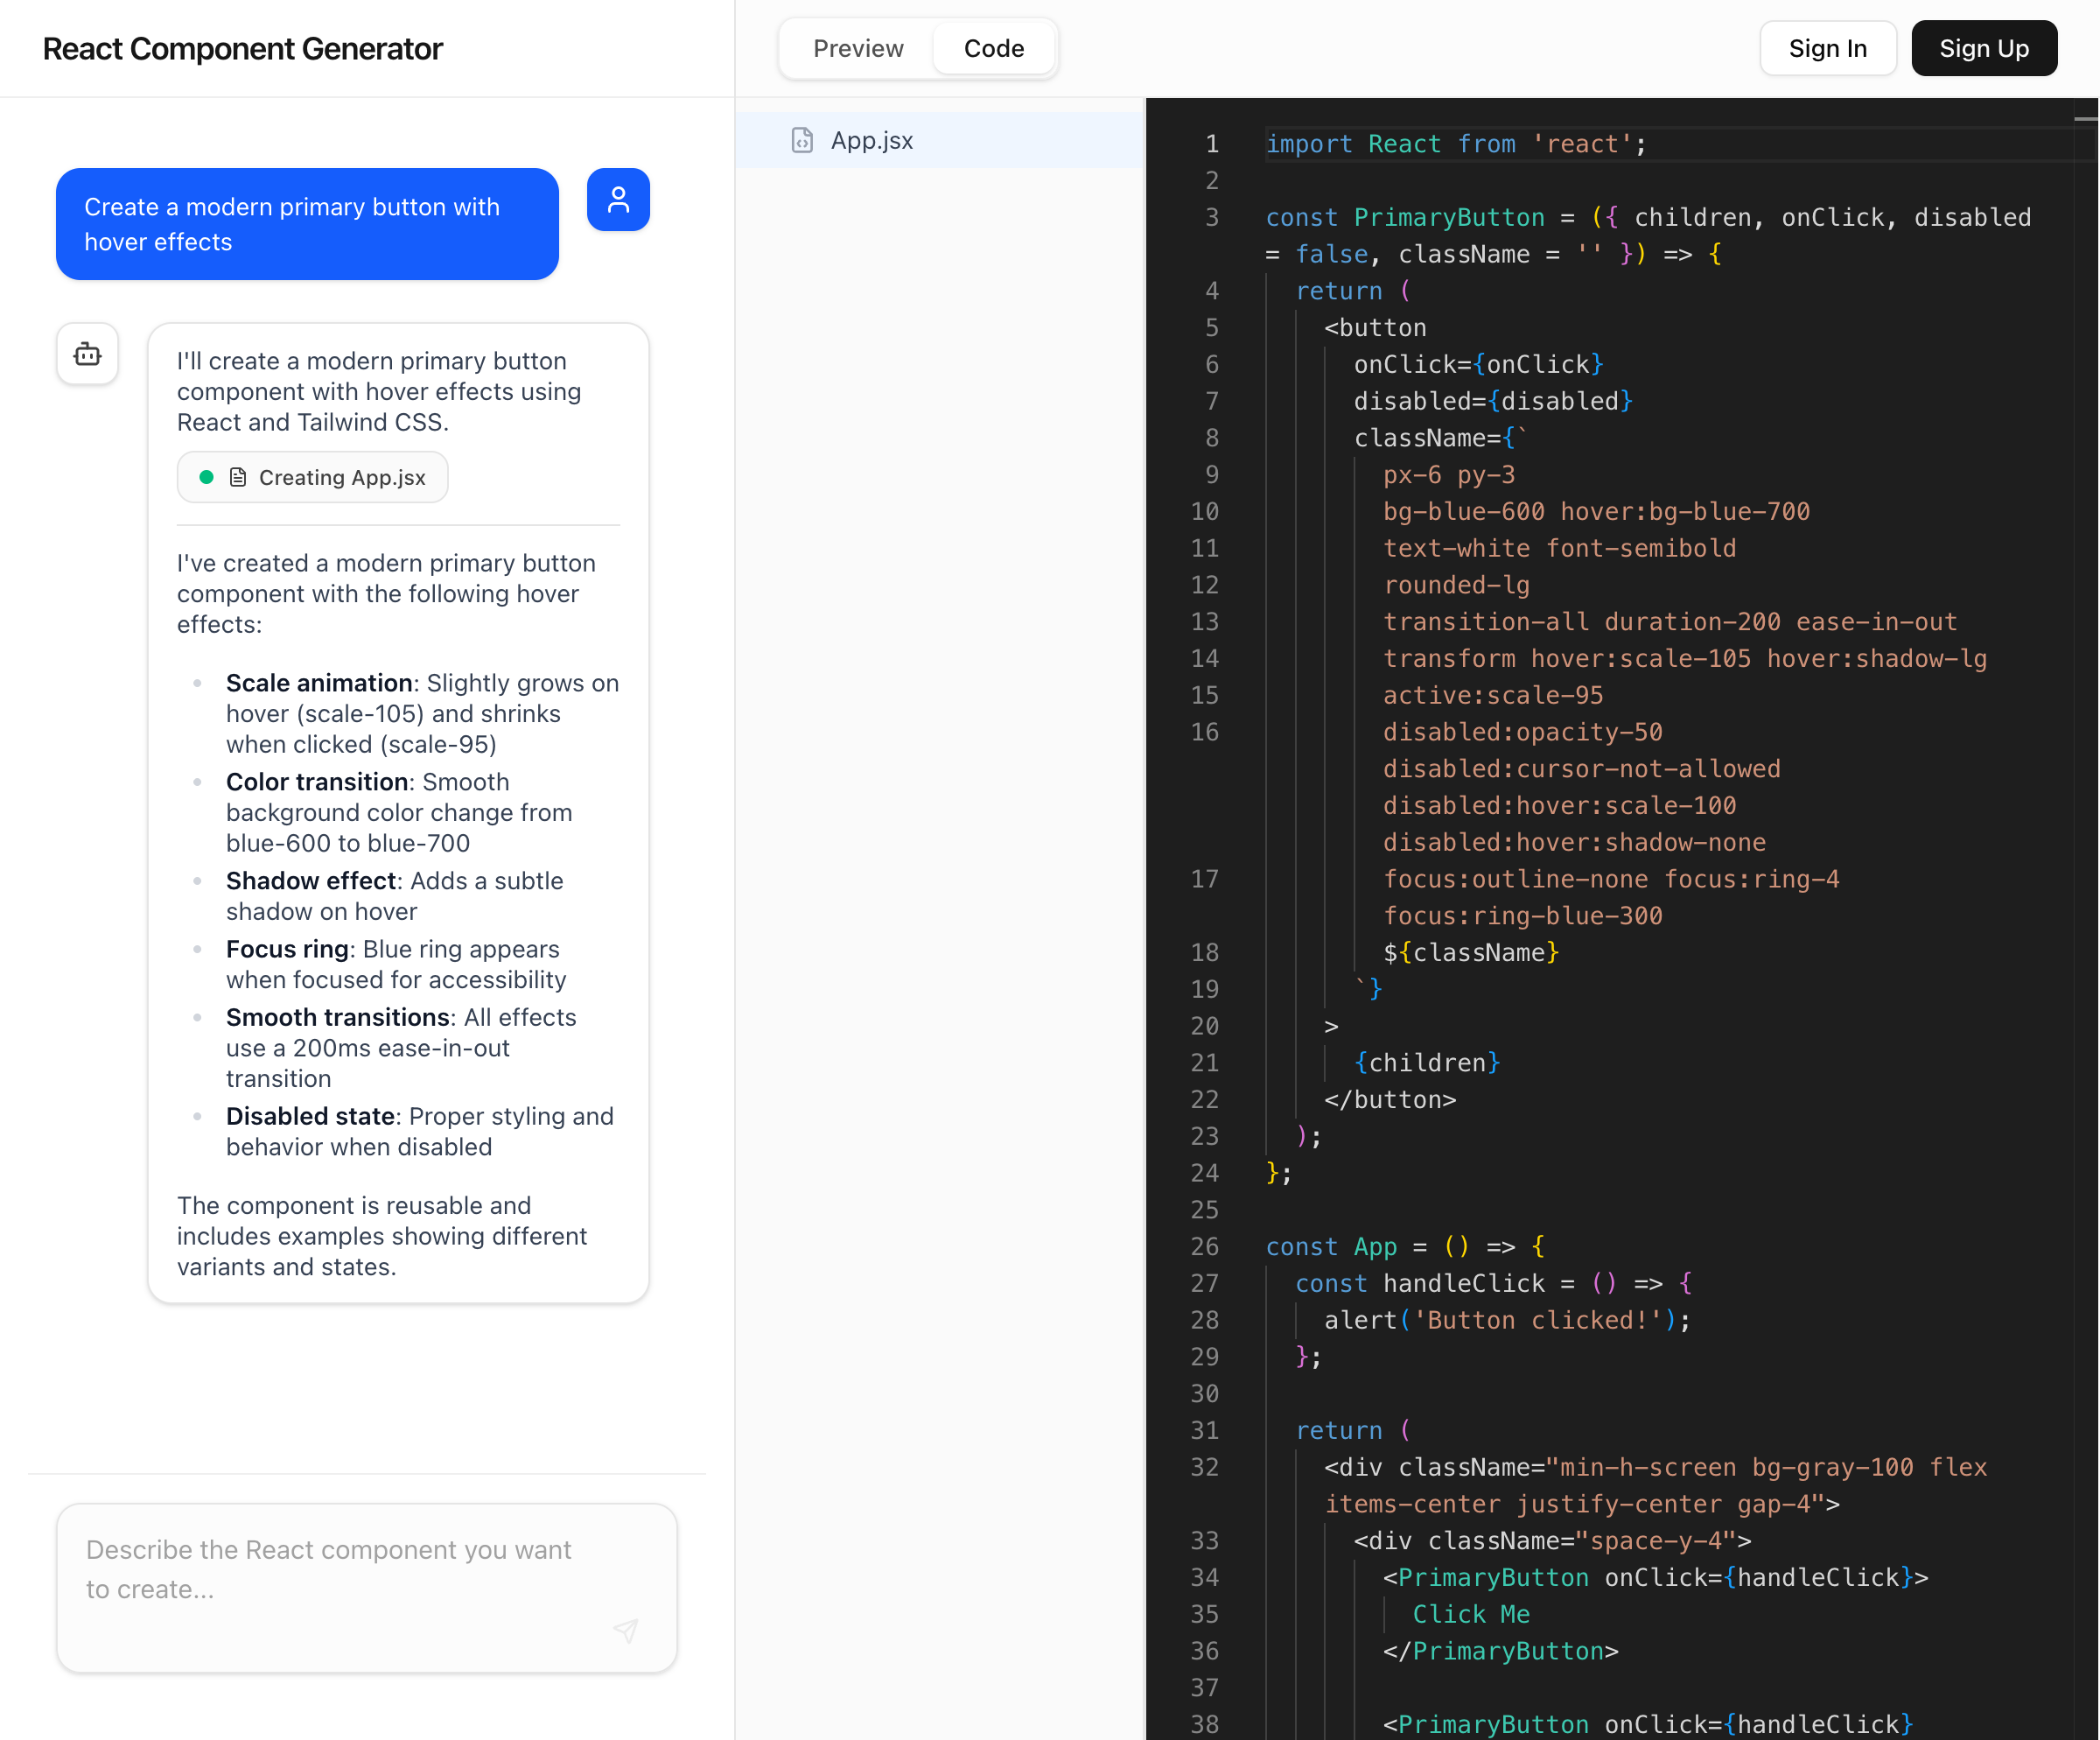 React Component Generator
Preview
Code
Sign In
Sign Up
Create a modern primary button with
hover effects
I'll create a modern primary button
component with hover effects using
React and Tailwind CSS.
Creating App.jsx
I've created a modern primary button
component with the following hover
effects:
Scale animation: Slightly grows on
hover (scale-105) and shrinks
when clicked (scale-95)
Color transition: Smooth
background color change from
blue-600 to blue-700
Shadow effect: Adds a subtle
shadow on hover
Focus ring: Blue ring appears
when focused for accessibility
Smooth transitions: All effects
use a 200ms ease-in-out
transition
Disabled state: Proper styling and
behavior when disabled
The component is reusable and
includes examples showing different
variants and states.
Describe the React component you want
to create...
App.jsx
1 import React from 'react';
2
3 const PrimaryButton = ({ children, onClick, disabled
= false, className = '' }) => {
4 return (
5 <button
6 onClick={onClick}
7 disabled={disabled}
8 className={`
9 px-6 py-3
10 bg-blue-600 hover:bg-blue-700
11 text-white font-semibold
12 rounded-lg
13 transition-all duration-200 ease-in-out
14 transform hover:scale-105 hover:shadow-lg
15 active:scale-95
16 disabled:opacity-50
disabled:cursor-not-allowed
disabled:hover:scale-100
disabled:hover:shadow-none
17 focus:outline-none focus:ring-4
focus:ring-blue-300
18 ${className}
19 `}
20 >
21 {children}
22 </button>
23 );
24 };
25
26 const App = () => {
27 const handleClick = () => {
28 alert('Button clicked!');
29 };
30
31 return (
32 <div className="min-h-screen bg-gray-100 flex
items-center justify-center gap-4">
33 <div className="space-y-4">
34 <PrimaryButton onClick={handleClick}>
35 Click Me
36 </PrimaryButton>
37
38 <PrimaryButton onClick={handleClick}